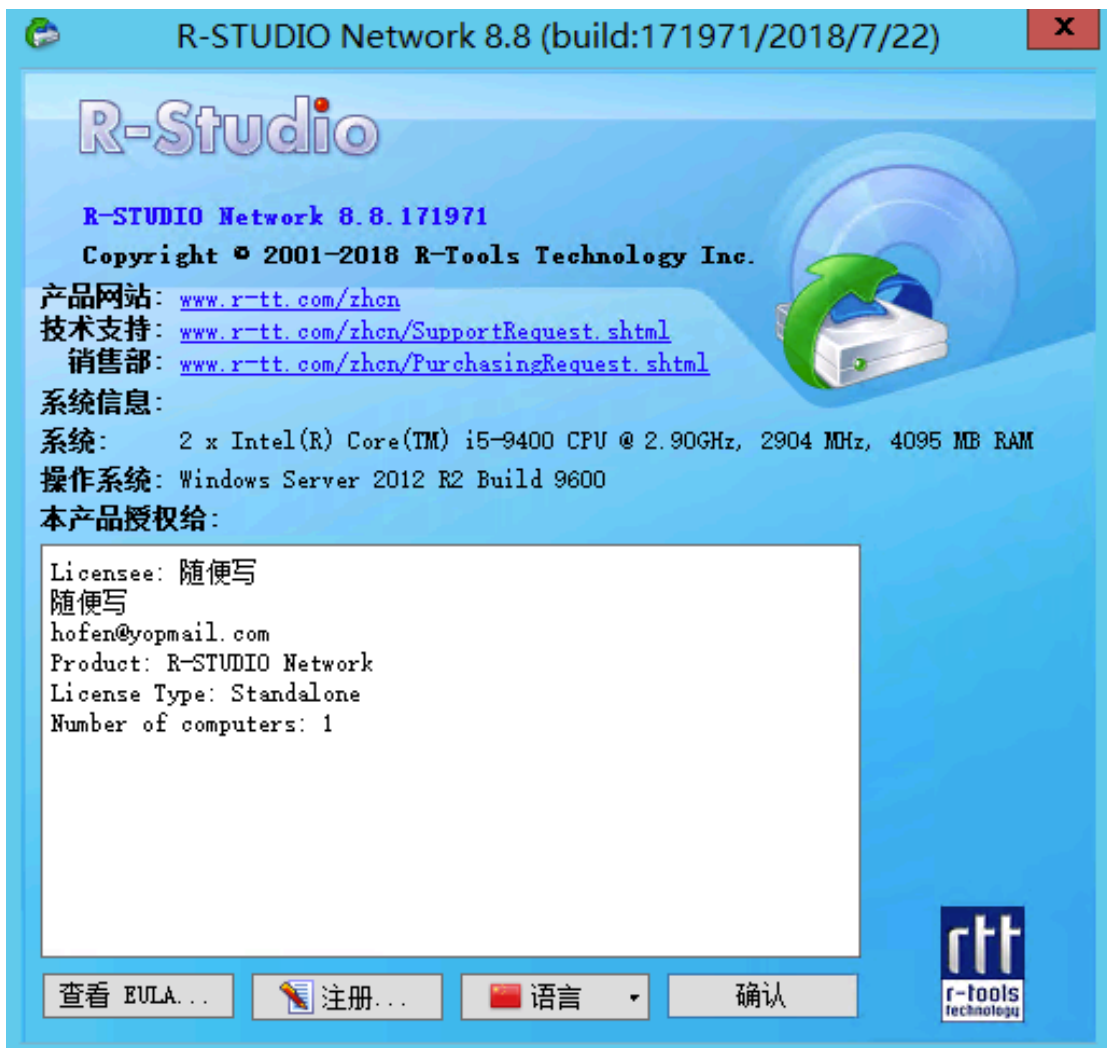 R-STUDIO Network 8.8 (build:171971/2018/7/22)
x
R-Studio
R-STUDIO Network 8.8.171971
Copyright © 2001-2018 R-Tools Technology Inc.
产品网站: www.r-tt.com/zhcn
技术支持: www.r-tt.com/zhcn/SupportRequest.shtml
销售部: www.r-tt.com/zhcn/PurchasingRequest.shtml
系统信息:
系统: 2 x Intel(R) Core(TM) i5-9400 CPU @ 2.90GHz, 2904 MHz, 4095 MB RAM
操作系统: Windows Server 2012 R2 Build 9600
本产品授权给:
Licensee: 随便写
随便写
hofen@yopmail.com
Product: R-STUDIO Network
License Type: Standalone
Number of computers: 1
rtt
r-tools
technology
查看 EULA... 注册... 语言 确认